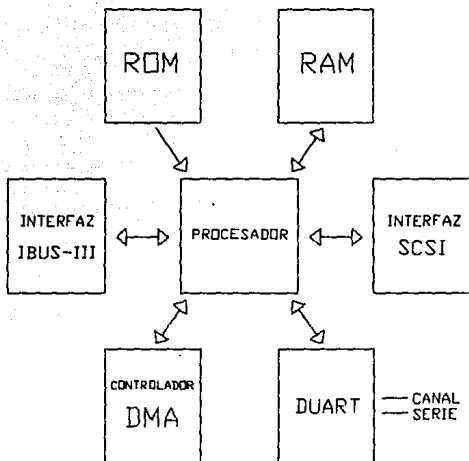 ROM
RAM
INTERFAZ
IBUS-III
PROCESADOR
INTERFAZ
SCSI
CONTROLADOR
DMA
DUART
CANAL
SERIE